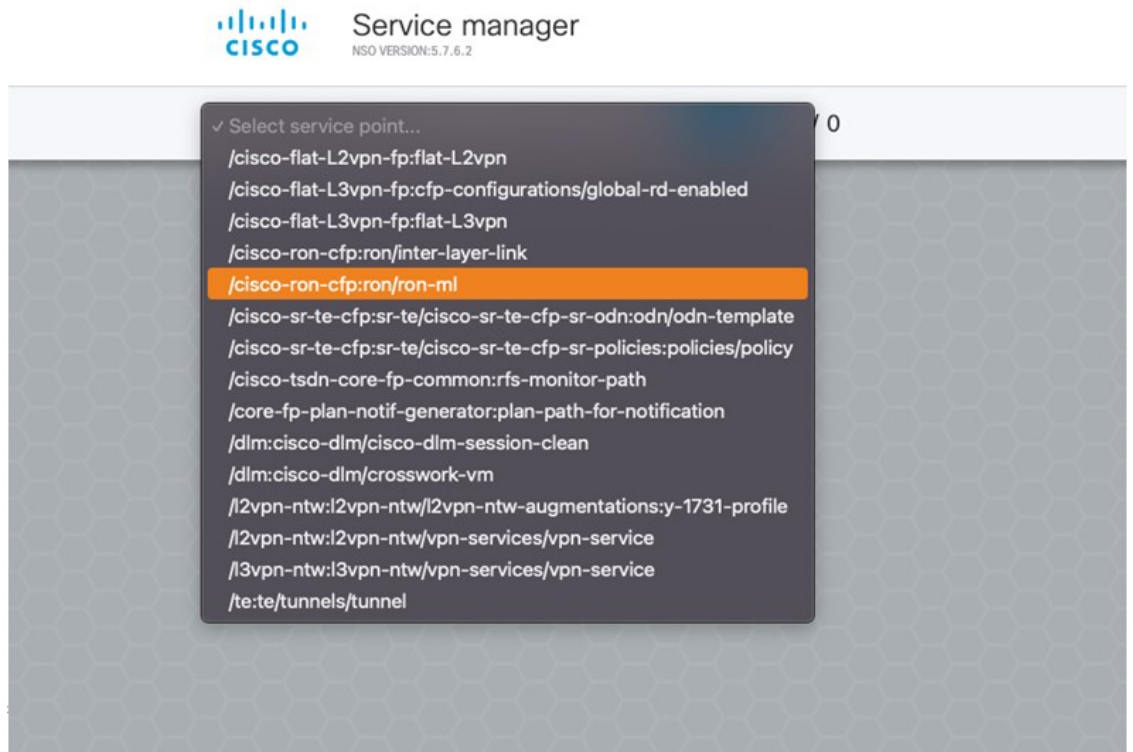 CISCO
Service manager
NSO VERSION:5.7.6.2
✓ Select service point...
/ 0
/cisco-flat-L2vpn-fp:flat-L2vpn
/cisco-flat-L3vpn-fp:cfp-configurations/global-rd-enabled
/cisco-flat-L3vpn-fp:flat-L3vpn
/cisco-ron-cfp:ron/inter-layer-link
/cisco-ron-cfp:ron/ron-ml
/cisco-sr-te-cfp:sr-te/cisco-sr-te-cfp-sr-odn:odn/odn-template
/cisco-sr-te-cfp:sr-te/cisco-sr-te-cfp-sr-policies:policies/policy
/cisco-tsdn-core-fp-common:rfs-monitor-path
/core-fp-plan-notif-generator:plan-path-for-notification
/dlm:cisco-dlm/cisco-dlm-session-clean
/dlm:cisco-dlm/crosswork-vm
/l2vpn-ntw:l2vpn-ntw/l2vpn-ntw-augmentations:y-1731-profile
/l2vpn-ntw:l2vpn-ntw/vpn-services/vpn-service
/l3vpn-ntw:l3vpn-ntw/vpn-services/vpn-service
/te:te/tunnels/tunnel